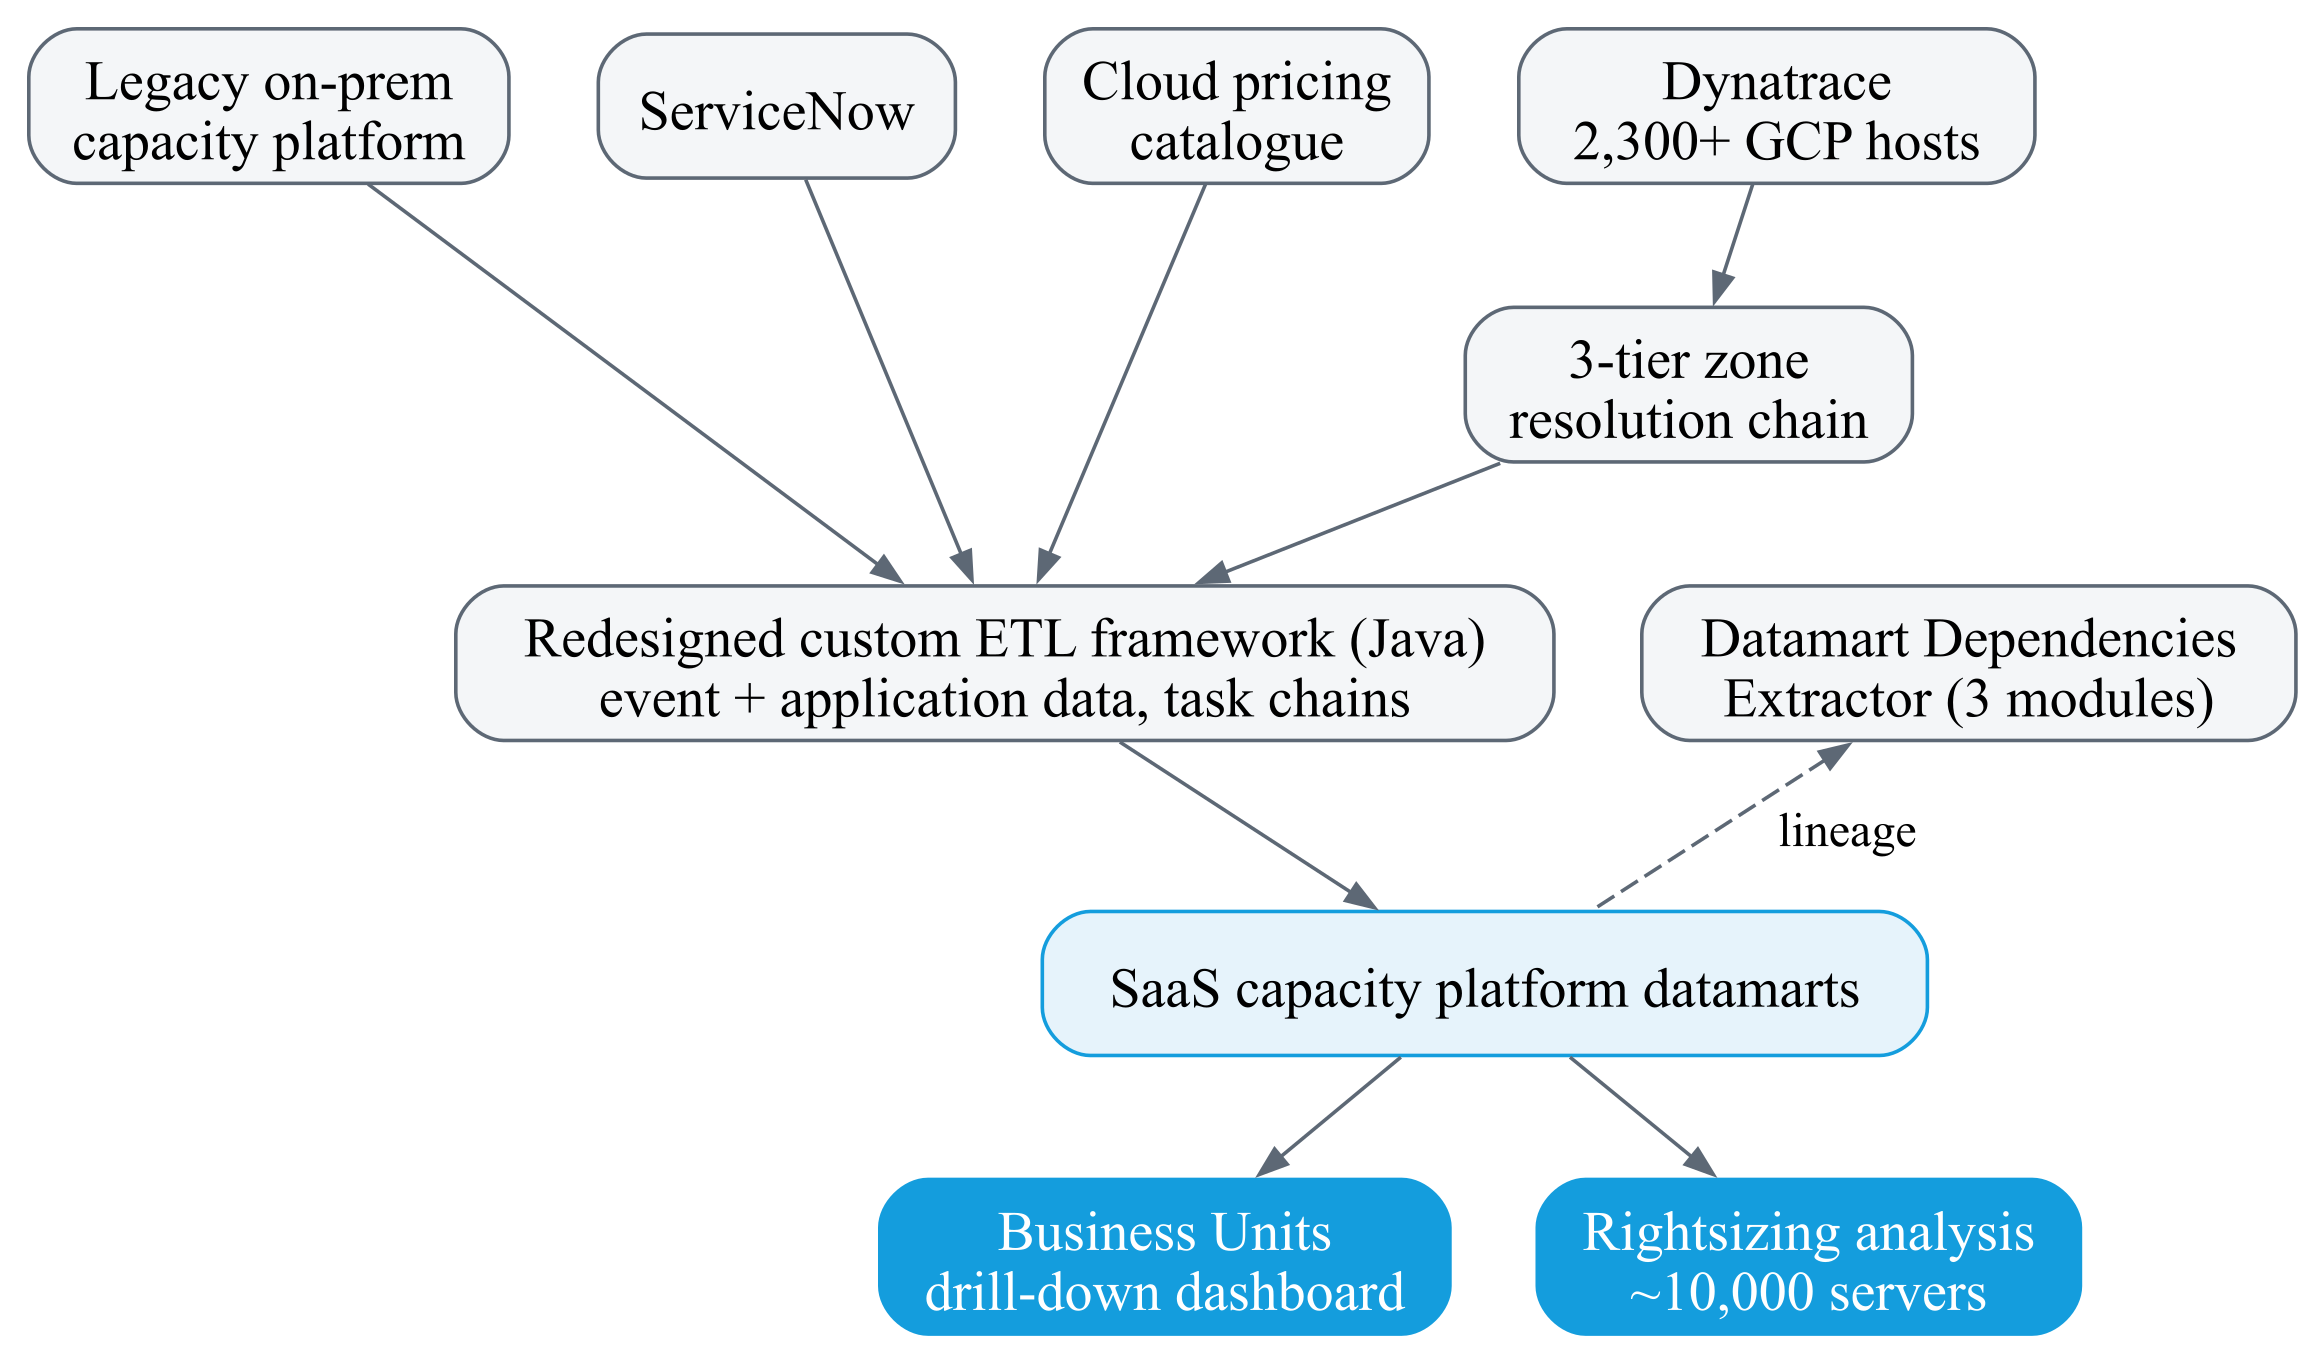 Legacy on-prem
capacity platform
ServiceNow
Cloud pricing
catalogue
Dynatrace
2,300+ GCP hosts
3-tier zone
resolution chain
Redesigned custom ETL framework (Java)
event + application data, task chains
Datamart Dependencies
Extractor (3 modules)
lineage
SaaS capacity platform datamarts
Business Units
drill-down dashboard
Rightsizing analysis
~10,000 servers